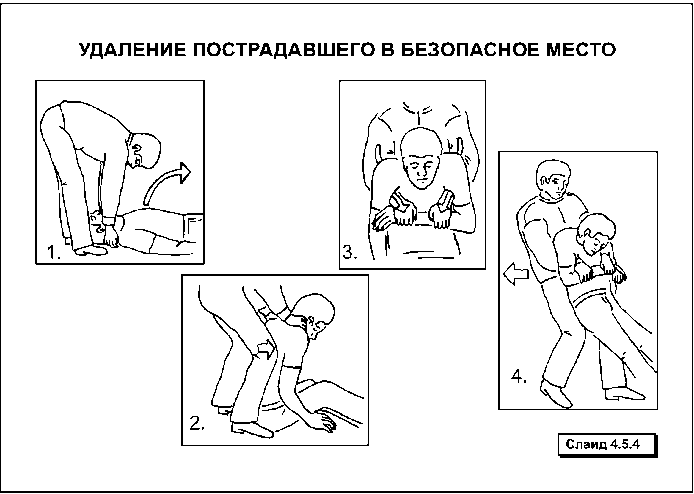 УДАЛЕНИЕ ПОСТРАДАВШЕГО В БЕЗОПАСНОЕ МЕСТО
1.
2.
3.
4.
Слайд 4.5.4